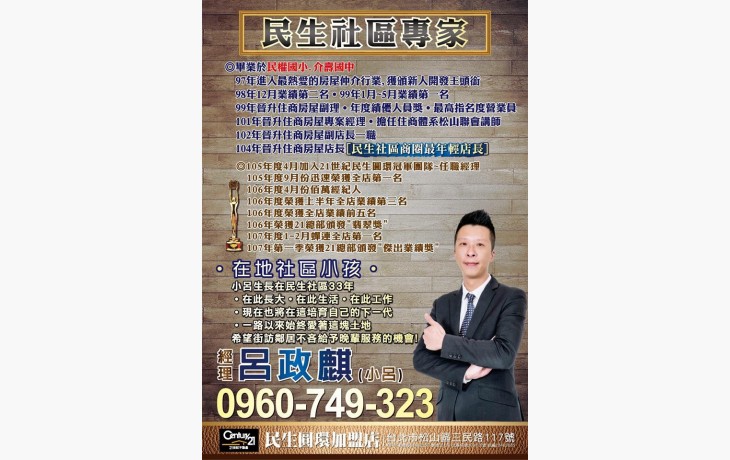 民生社區專家
◎畢業於民權國小、介壽國中
97年進入最熱愛的房屋仲介行業，獲頒新人開發王頭銜
98年12月業績第二名‧99年1月~5月業績第一名
99年晉升住商房屋副理‧年度績優人員獎‧最高指名度營業員
101年晉升住商房屋專案經理‧擔任住商體系松山聯會講師
102年晉升住商房屋副店長一職
104年晉升住商房屋店長[民生社區商圈最年輕店長]
◎105年度4月加入21世紀民生圓環冠軍團隊-任職經理
105年度9月份迅速榮獲全店第一名
106年度4月份佰萬經紀人
106年度榮獲上半年全店業績第三名
106年度榮獲全店業績前五名
106年榮獲21總部頒發"翡翠獎"
107年度1-2月蟬連全店第一名
107年第一季榮獲21總部頒發"傑出業績獎"
‧在地社區小孩‧
小呂生長在民生社區33年
‧在此長大‧在此生活‧在此工作
‧現在也將在這培育自己的下一代
‧一路以來始終愛著這塊土地
希望街訪鄰居不吝給予晚輩服務的機會!
經理 呂政麒(小呂)
0960-749-323
Century 21 民生圓環加盟店 台北市松山區三民路117號